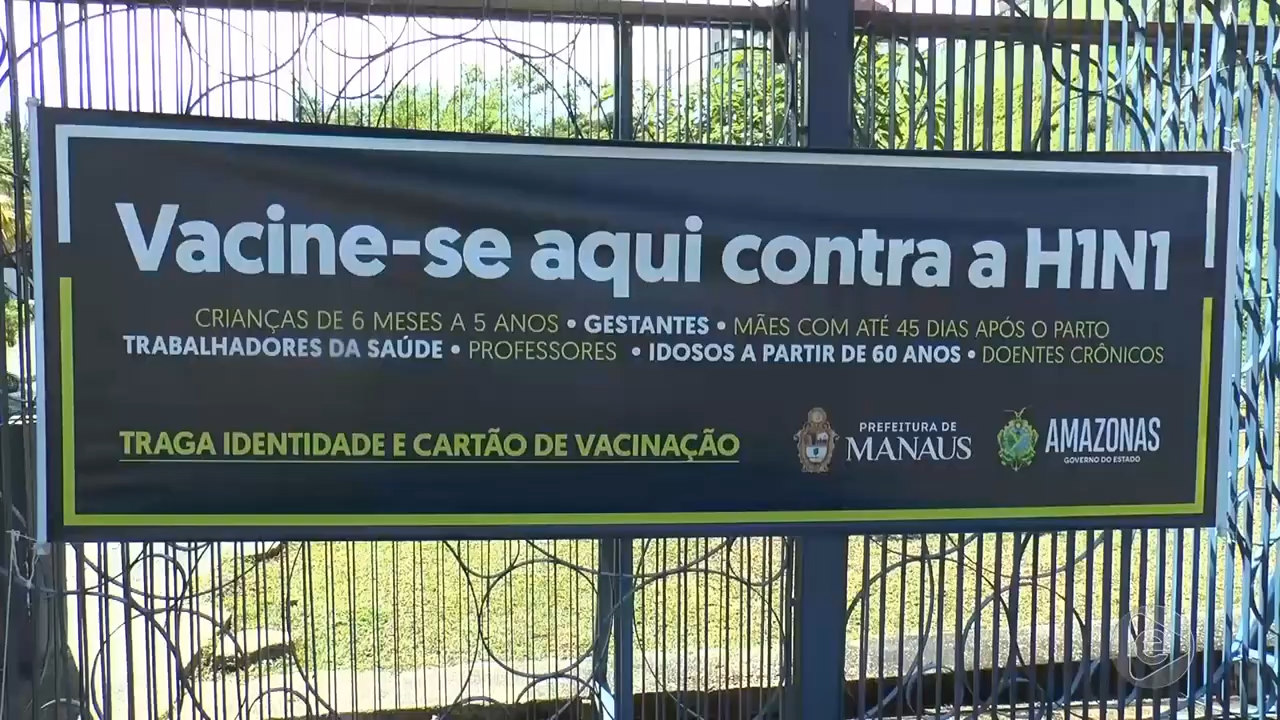 Vacine-se aqui contra a H1N1
CRIANÇAS DE 6 MESES A 5 ANOS • GESTANTES • MÃES COM ATÉ 45 DIAS APÓS O PARTO
TRABALHADORES DA SAÚDE • PROFESSORES • IDOSOS A PARTIR DE 60 ANOS • DOENTES CRÔNICOS
TRAGA IDENTIDADE E CARTÃO DE VACINAÇÃO
PREFEITURA DE
MANAUS
AMAZONAS
GOVERNO DO ESTADO